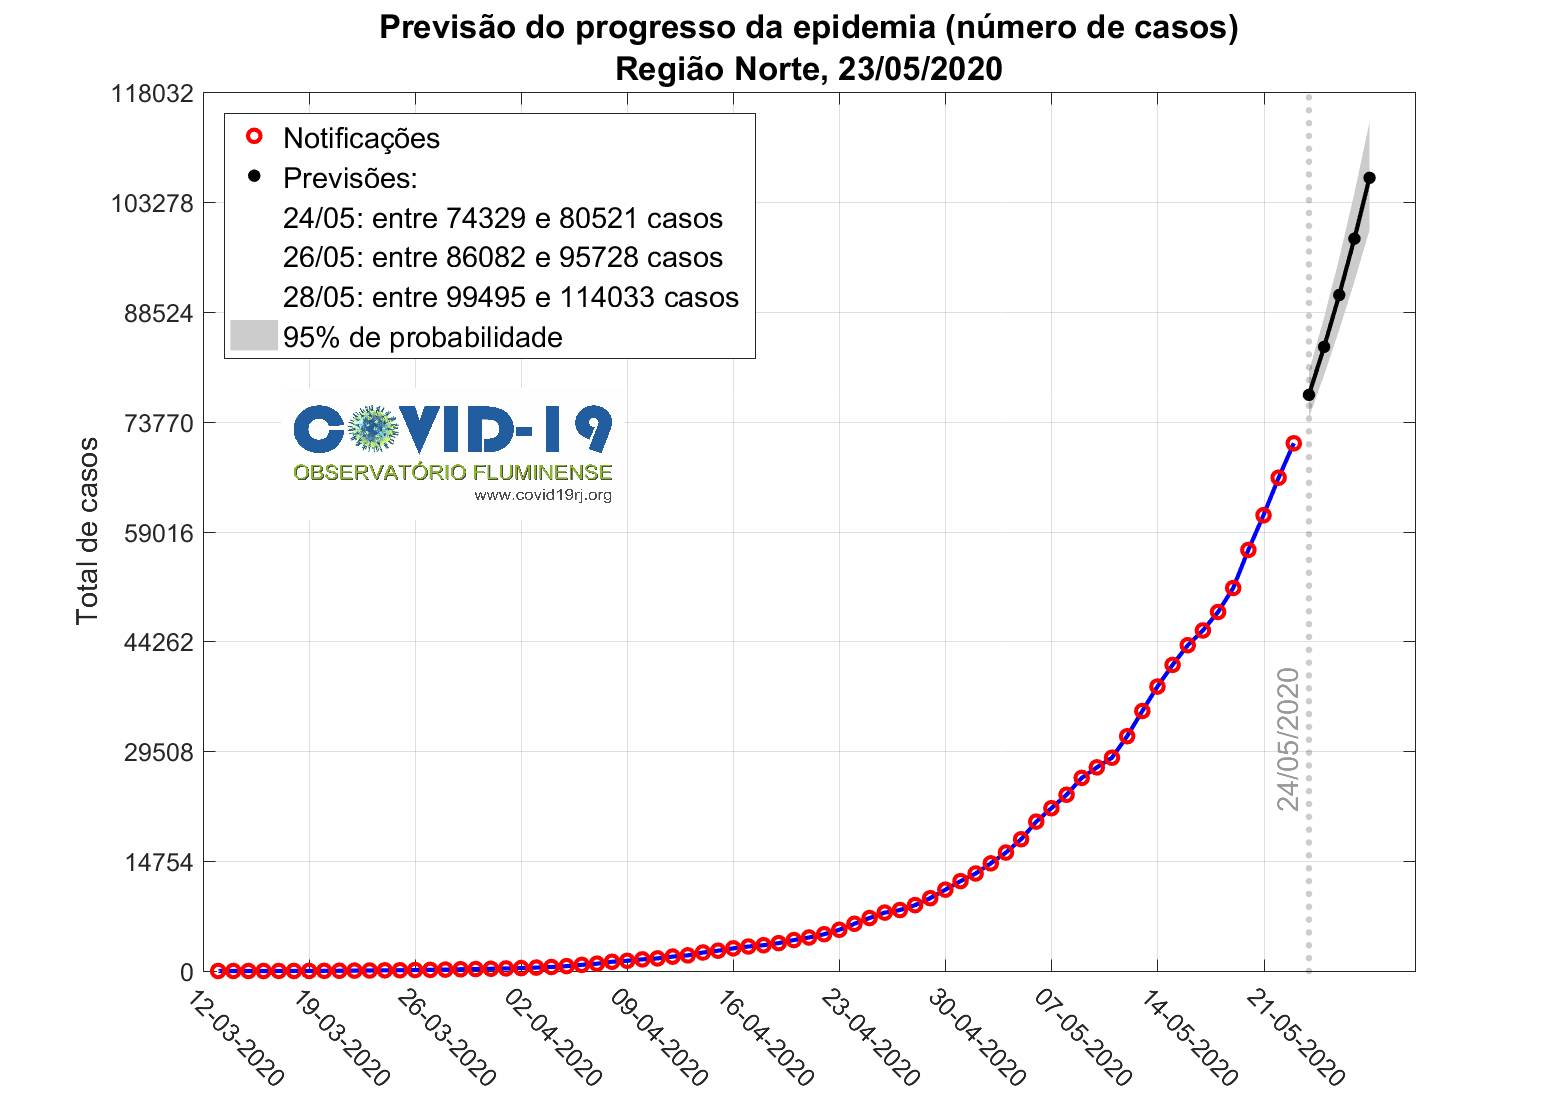 Previsão do progresso da epidemia (número de casos)
Região Norte, 23/05/2020
118032
103278
88524
73770
59016
44262
29508
14754
0
Total de casos
Notificações
Previsões:
24/05: entre 74329 e 80521 casos
26/05: entre 86082 e 95728 casos
28/05: entre 99495 e 114033 casos
95% de probabilidade
COVID-19
OBSERVATÓRIO FLUMINENSE
www.covid19rj.org
24/05/2020
12-03-2020
19-03-2020
26-03-2020
02-04-2020
09-04-2020
16-04-2020
23-04-2020
30-04-2020
07-05-2020
14-05-2020
21-05-2020